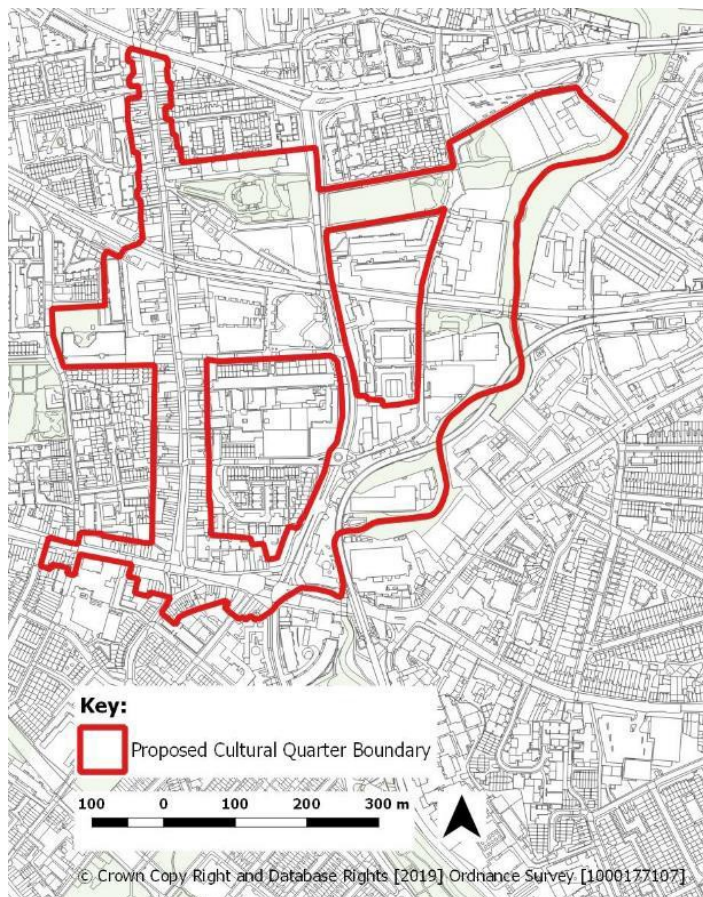 Key:
Proposed Cultural Quarter Boundary
100 0 100 200 300 m
© Crown Copy Right and Database Rights [2019] Ordnance Survey [1000177107]